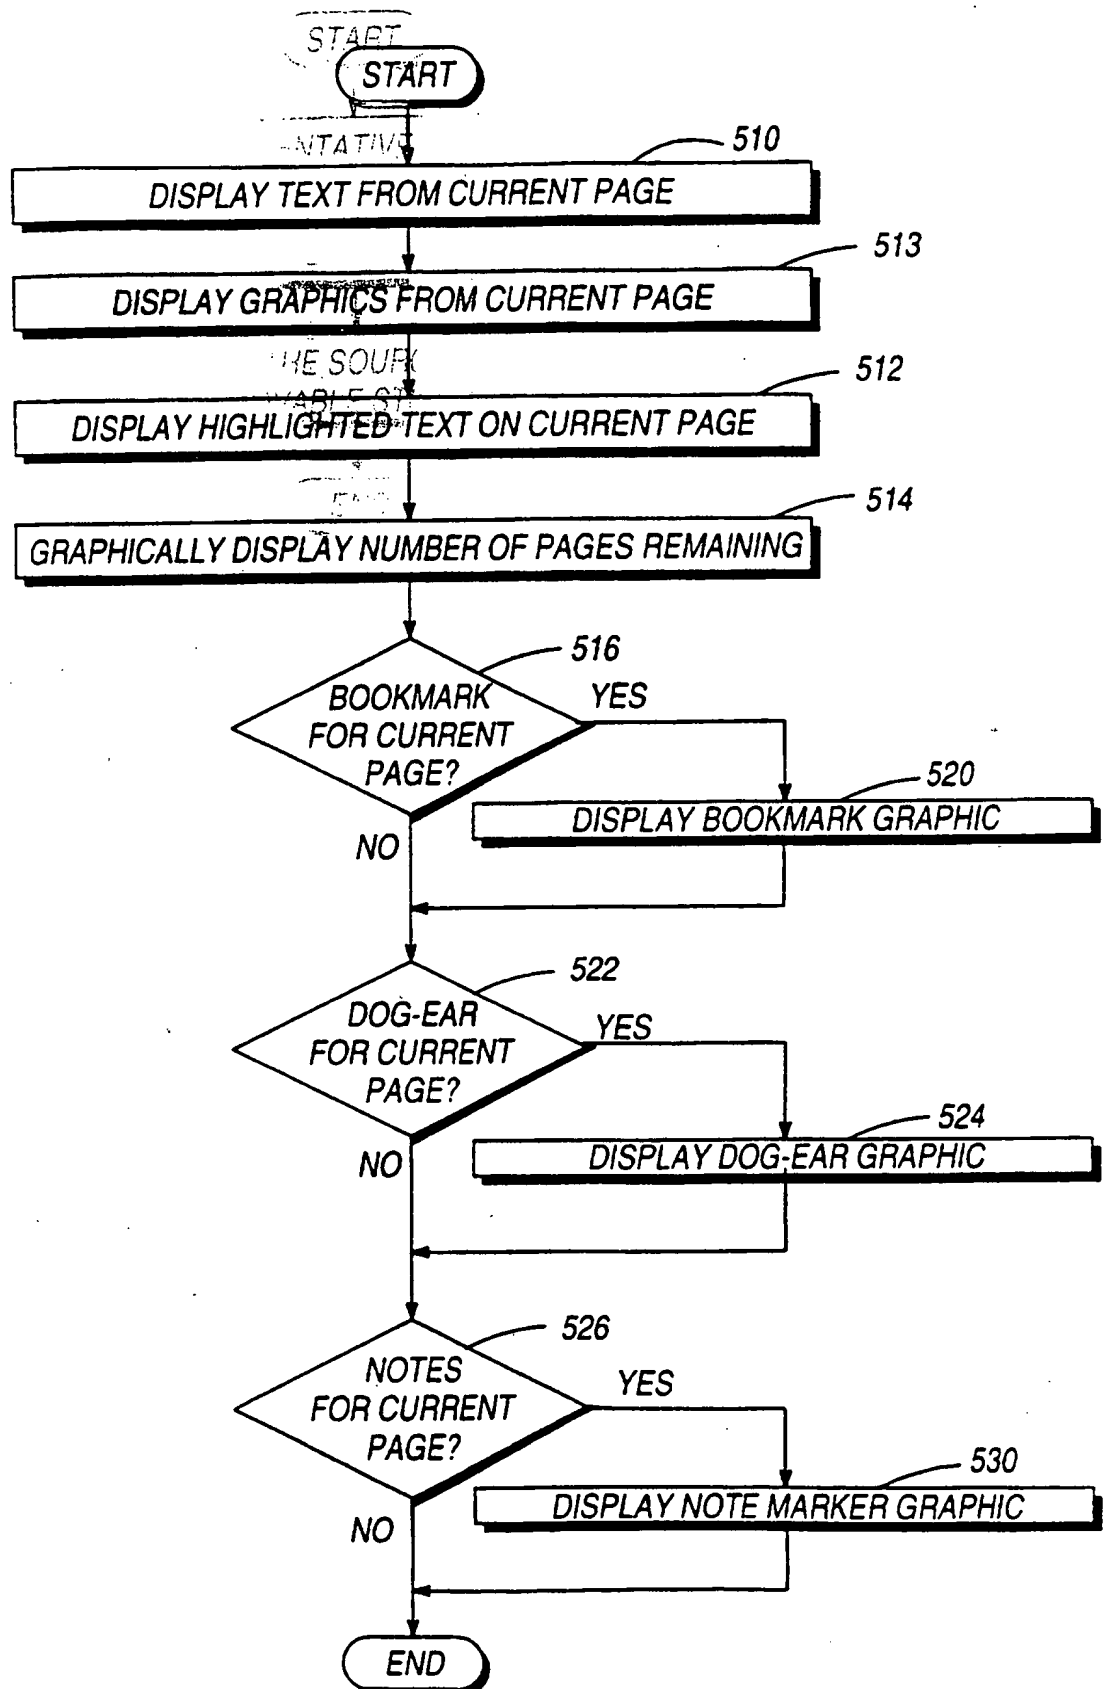 START
START
510
DISPLAY TEXT FROM CURRENT PAGE
513
DISPLAY GRAPHICS FROM CURRENT PAGE
512
DISPLAY HIGHLIGHTED TEXT ON CURRENT PAGE
514
GRAPHICALLY DISPLAY NUMBER OF PAGES REMAINING
516
BOOKMARK
FOR CURRENT
PAGE?
YES
520
DISPLAY BOOKMARK GRAPHIC
NO
522
DOG-EAR
FOR CURRENT
PAGE?
YES
524
DISPLAY DOG-EAR GRAPHIC
NO
526
NOTES
FOR CURRENT
PAGE?
YES
530
DISPLAY NOTE MARKER GRAPHIC
NO
END